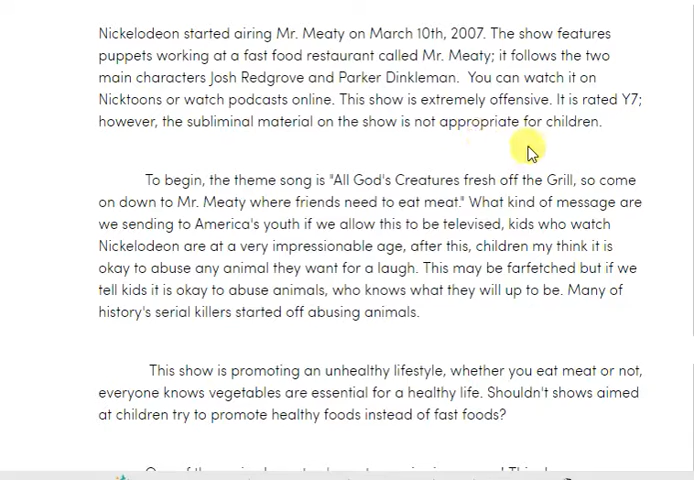 Nickelodeon started airing Mr. Meaty on March 10th, 2007. The show features
puppets working at a fast food restaurant called Mr. Meaty; it follows the two
main characters Josh Redgrove and Parker Dinkleman.  You can watch it on
Nicktoons or watch podcasts online. This show is extremely offensive. It is rated Y7;
however, the subliminal material on the show is not appropriate for children.
To begin, the theme song is "All God's Creatures fresh off the Grill, so come
on down to Mr. Meaty where friends need to eat meat." What kind of message are
we sending to America's youth if we allow this to be televised, kids who watch
Nickelodeon are at a very impressionable age, after this, children my think it is
okay to abuse any animal they want for a laugh. This may be farfetched but if we
tell kids it is okay to abuse animals, who knows what they will up to be. Many of
history's serial killers started off abusing animals.
This show is promoting an unhealthy lifestyle, whether you eat meat or not,
everyone knows vegetables are essential for a healthy life. Shouldn't shows aimed
at children try to promote healthy foods instead of fast foods?